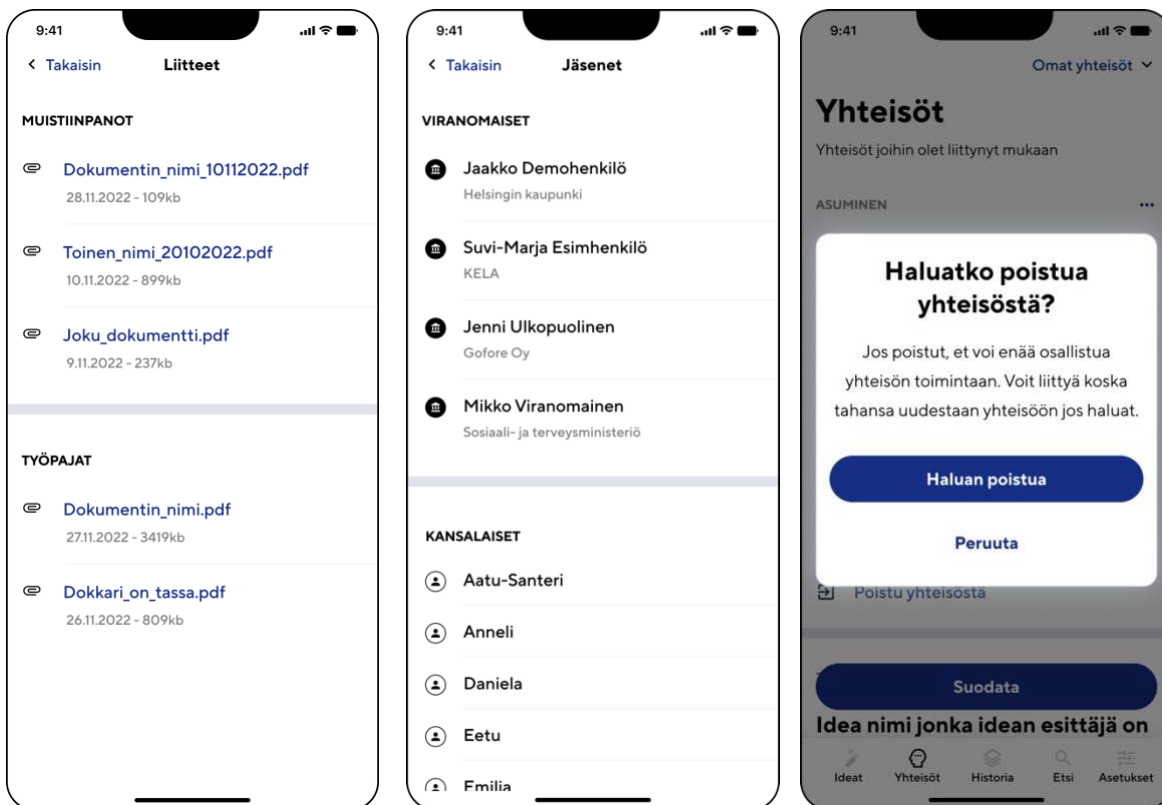 9:41
Takaisin
Liitteet
MUISTIINPANOT
Dokumentin_nimi_10112022.pdf
28.11.2022 - 109kb
Toinen_nimi_20102022.pdf
10.11.2022 - 899kb
Joku_dokumentti.pdf
9.11.2022 - 237kb
TYÖPAJAT
Dokumentin_nimi.pdf
27.11.2022 - 3419kb
Dokkari_on_tassa.pdf
26.11.2022 - 809kb
9:41
Takaisin
Jäsenet
VIRANOMAISET
Jaakko Demohenkilö
Helsingin kaupunki
Suvi-Marja Esimhenkilö
KELA
Jenni Ulkopuolinen
Gofore Oy
Mikko Viranomainen
Sosiaali- ja terveysministeriö
KANSALAISET
Aatu-Santeri
Anneli
Daniela
Eetu
Emilia
9:41
Omat yhteisöt
Yhteisöt
Yhteisöt joihin olet liittynyt mukaan
ASUMINEN
Haluatko poistua
yhteisöstä?
Jos poistut, et voi enää osallistua
yhteisön toimintaan. Voit liittyä koska
tahansa uudestaan yhteisöön jos haluat.
Haluan poistua
Peruuta
Poistu yhteisöstä
Suodata
Idea nimi jonka idean esittäjä on
Ideat
Yhteisöt
Historia
Etsi
Asetukset